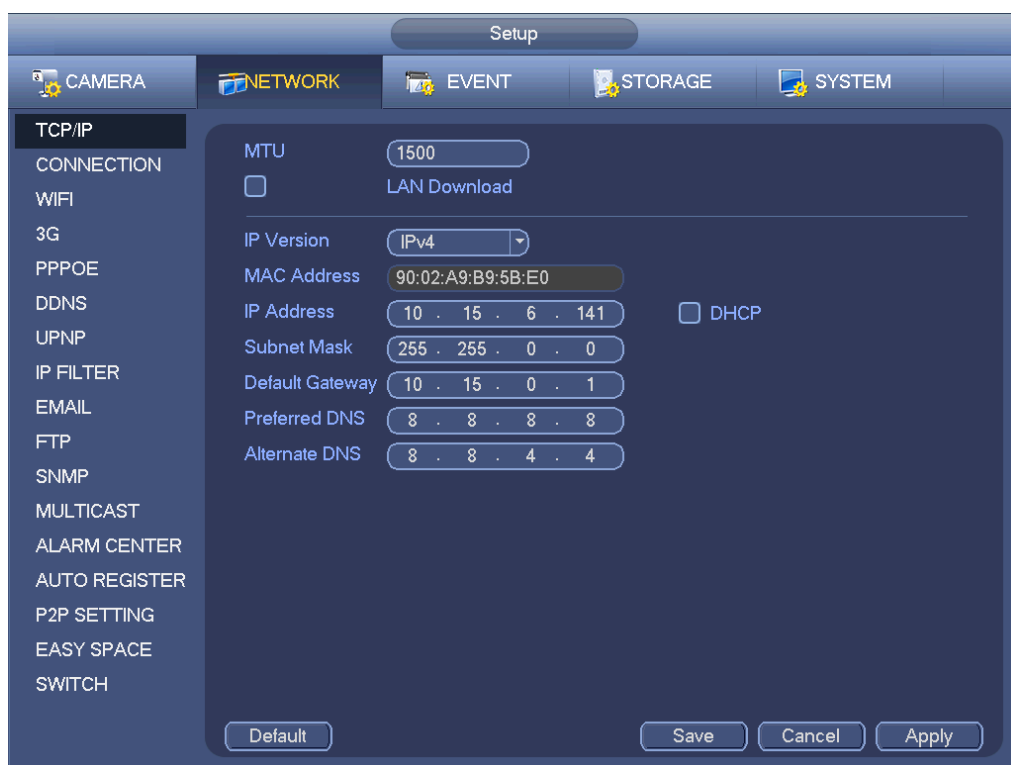 Setup
CAMERA NETWORK EVENT STORAGE SYSTEM
TCP/IP
CONNECTION
WIFI
3G
PPPOE
DDNS
UPNP
IP FILTER
EMAIL
FTP
SNMP
MULTICAST
ALARM CENTER
AUTO REGISTER
P2P SETTING
EASY SPACE
SWITCH
MTU 1500
LAN Download
IP Version IPv4
MAC Address 90:02:A9:B9:5B:E0
IP Address 10 . 15 . 6 . 141 DHCP
Subnet Mask 255 . 255 . 0 . 0
Default Gateway 10 . 15 . 0 . 1
Preferred DNS 8 . 8 . 8 . 8
Alternate DNS 8 . 8 . 4 . 4
Default Save Cancel Apply